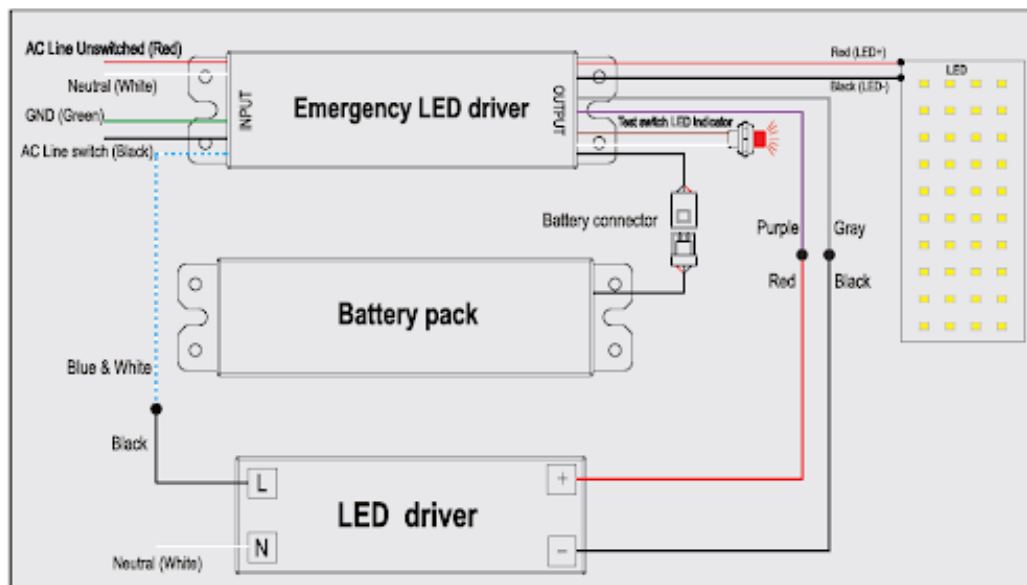 AC Line Unswitched (Red)
Neutral (White)
GND (Green)
AC Line switch (Black)
INPUT
Emergency LED driver
OUTPUT
Red (LED+)
Black (LED-)
LED
Test switch LED Indicator
Battery connector
Purple
Gray
Red
Black
Battery pack
Blue & White
Black
L
N
Neutral (White)
LED driver
+
−